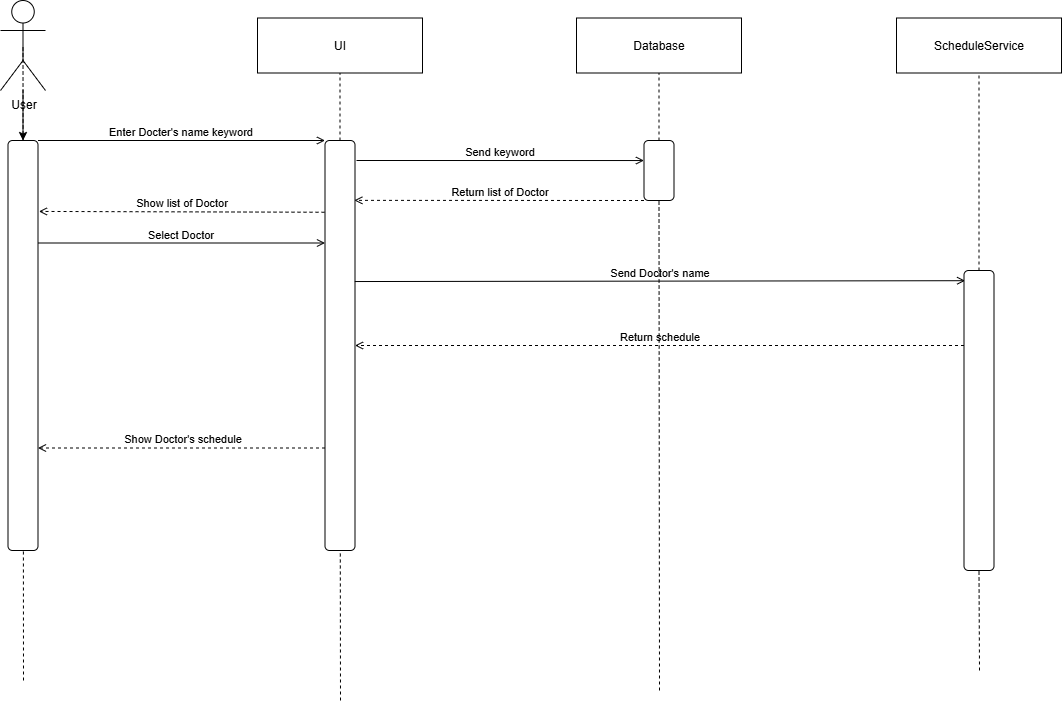 UI
Database
ScheduleService
User
Enter Docter's name keyword
Send keyword
Return list of Doctor
Show list of Doctor
Select Doctor
Send Doctor's name
Return schedule
Show Doctor's schedule